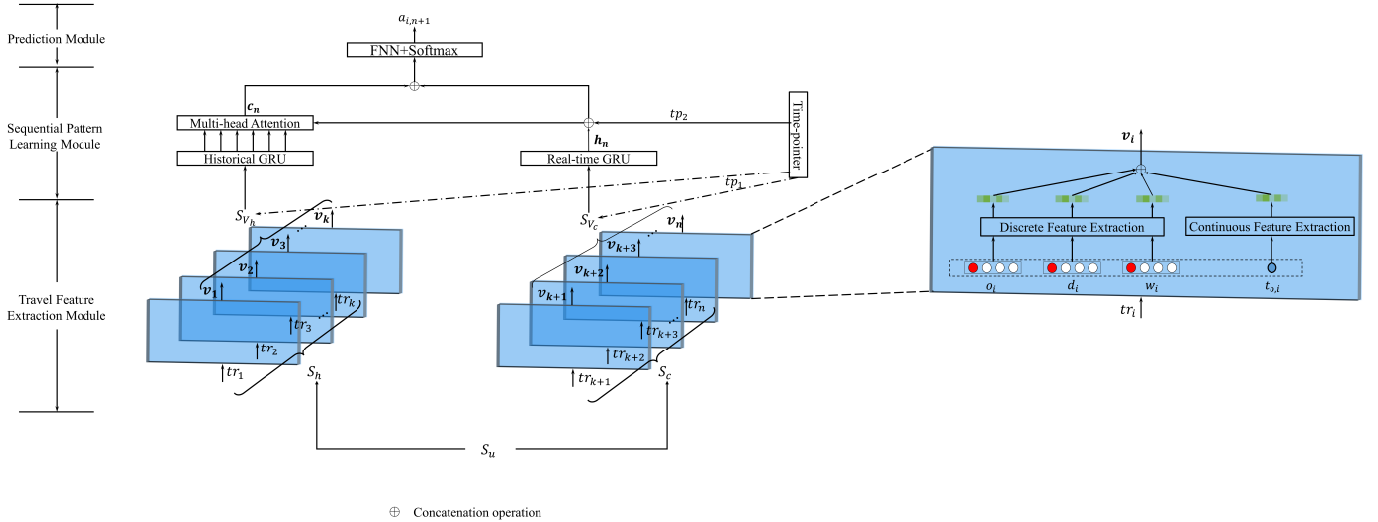 Prediction Module
Sequential Pattern
Learning Mocule
Travel Feature
Extraction Module
a_{i,n+1}
FNN+Softmax
⊕
c_n
Multi-head Attention
Historical GRU
⊕
h_n
Real-time GRU
tp_2
Time-pointer
tp_1
S_{V_h}
v_k
v_3
v_2
v_1
tr_k
tr_3
tr_2
tr_1
S_h
S_{V_c}
v_n
v_{k+3}
v_{k+2}
v_{k+1}
tr_n
tr_{k+3}
tr_{k+2}
tr_{k+1}
S_c
S_u
v_i
⊕
Discrete Feature Extraction
Continuous Feature Extraction
o_i d_i w_i t_{o,i}
tr_i
⊕ Concatenation operation